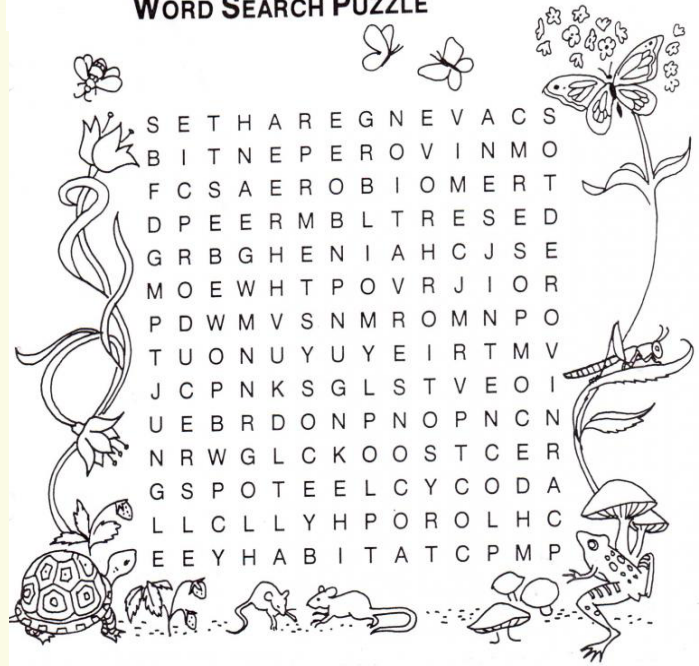 WORD SEARCH PUZZLE
S E T H A R E G N E V A C S
B I T N E P E R O V I N M O
F C S A E R O B I O M E R T
D P E E R M B L T R E S E D
G R B G H E N I A H C J S E
M O E W H T P O V R J I O R
P D W M V S N M R O M N P O
T U O N U Y U Y E I R T M V
J C P N K S G L S T V E O I
U E B R D O N P N O P N C N
N R W G L C K O O S T C E R
G S P O T E E L C Y C O D A
L L C L L Y H P O R O L H C
E E Y H A B I T A T C P M P